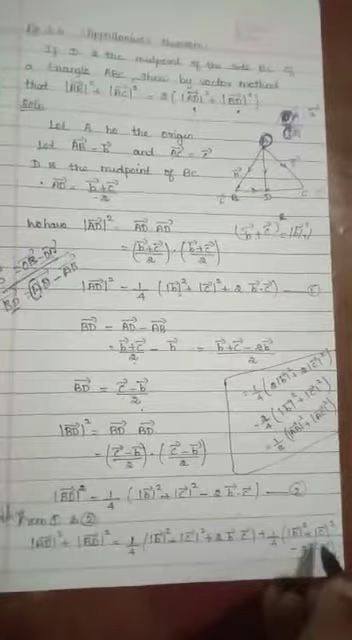 Appollonius theorem
If D is the midpoint of the side BC of
a triangle ABC, show by vector method
that |AB|² + |AC|² = 2(|AD|² + |BD|²)
Soln
Let A be the origin
Let AB = b and AC = c
D is the midpoint of BC
∴ AD = (b+c)/2
A
b c
B D C
We have |AD|² = AD · AD
= (b+c)/2 · (b+c)/2
|AD|² = 1/4 (|b|² + |c|² + 2 b·c) —
BD = AD − AB
= (b+c)/2 − b = (b+c−2b)/2
BD = (c−b)/2
|BD|² = BD · BD
= (c−b)/2 · (c−b)/2
|BD|² = 1/4 (|b|² + |c|² − 2 b·c) — ②
= 1/4 (2|b|² + 2|c|²)
= 2/4 (|b|² + |c|²)
= 1/2 (|AB|² + |AC|²)
From & ②
|AD|² + |BD|² = 1/4 (|b|² + |c|² + 2 b·c) + 1/4 (|b|² + |c|²